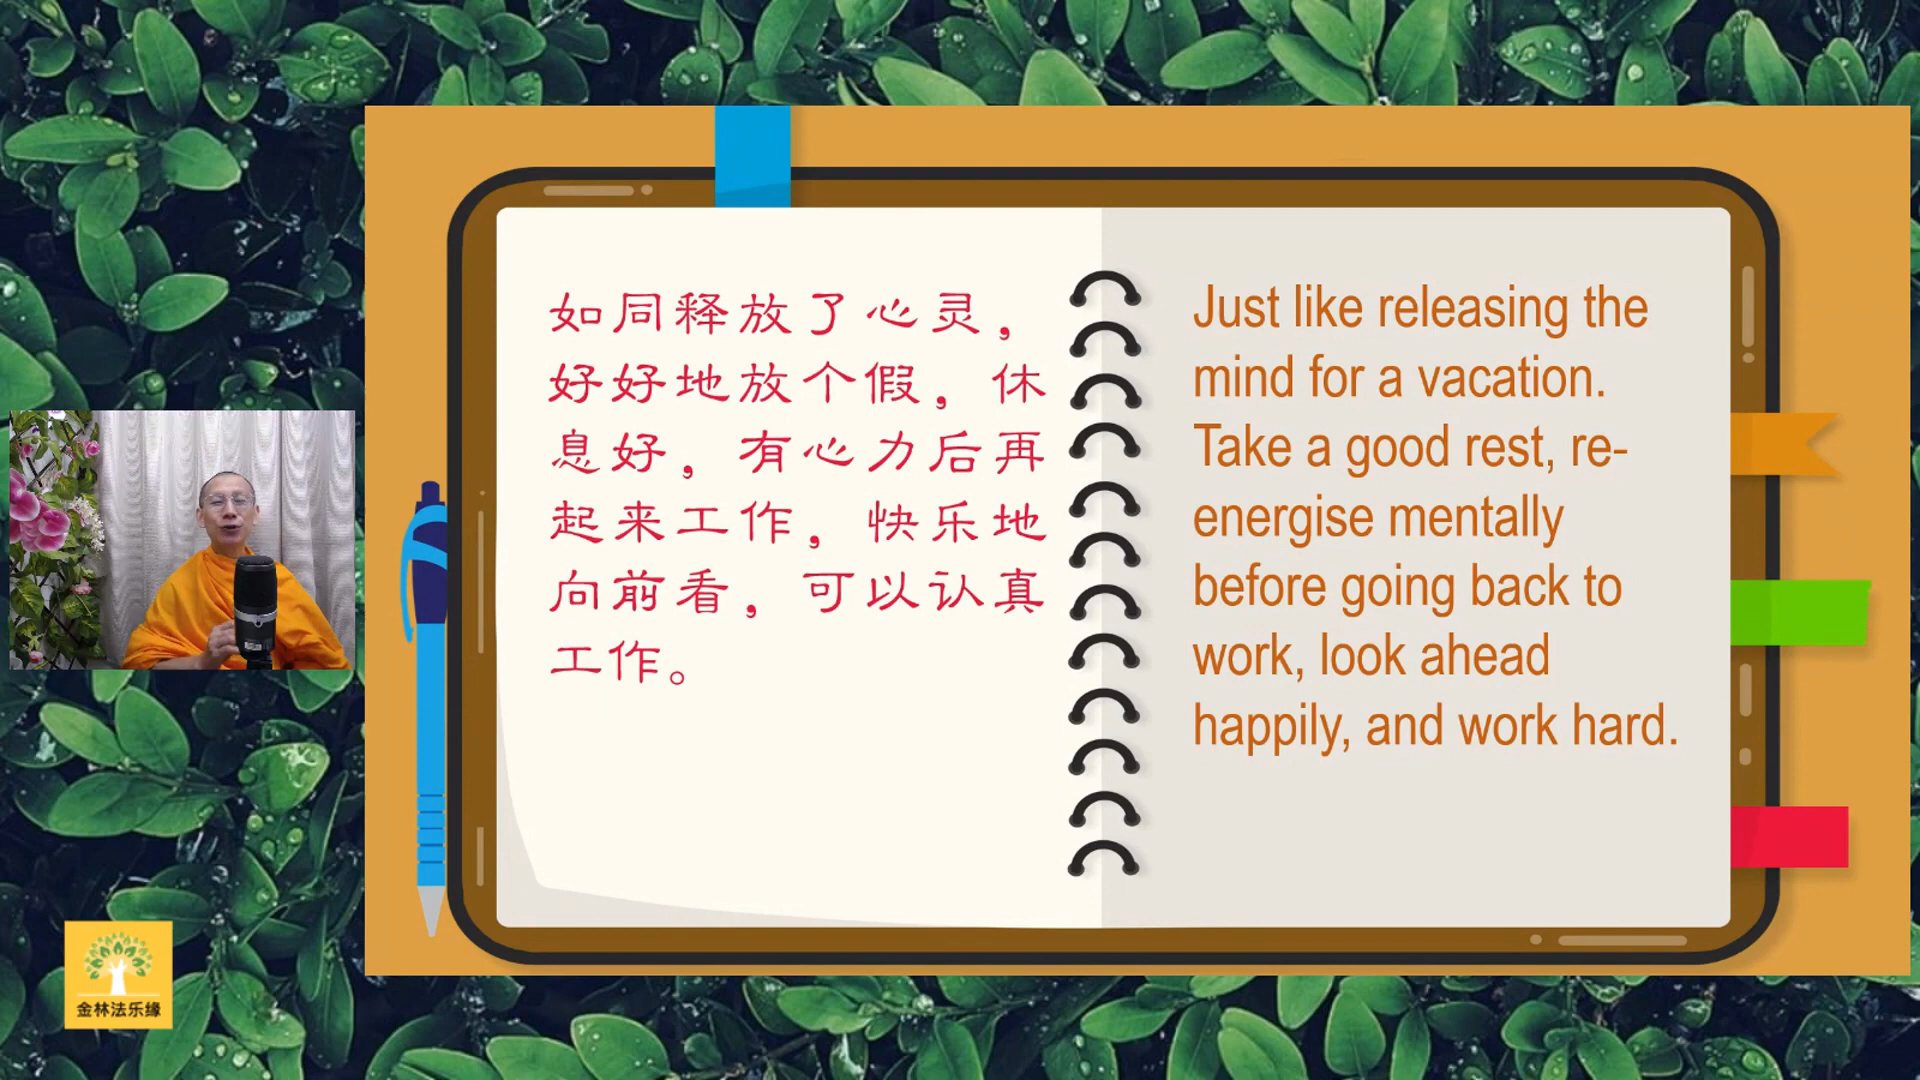 如同释放了心灵，
好好地放个假，休
息好，有心力后再
起来工作，快乐地
向前看，可以认真
工作。
Just like releasing the
mind for a vacation.
Take a good rest, re-
energise mentally
before going back to
work, look ahead
happily, and work hard.
金林法乐缘